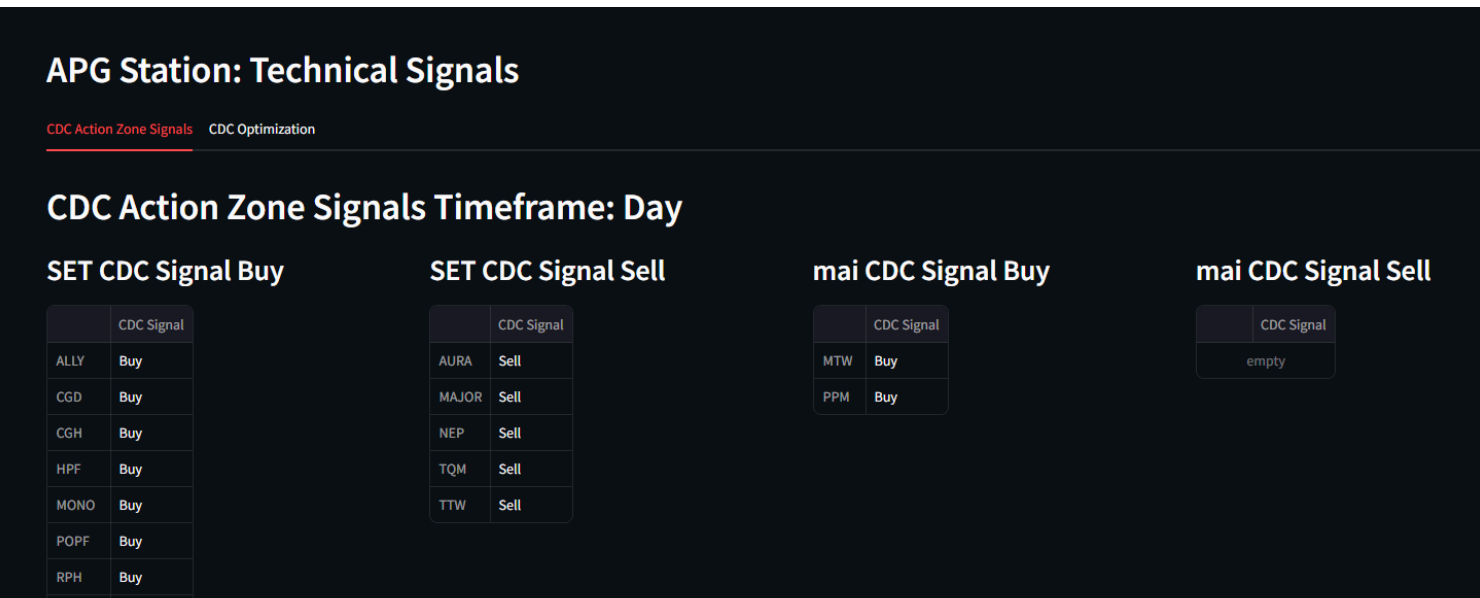 APG Station: Technical Signals
CDC Action Zone Signals CDC Optimization
CDC Action Zone Signals Timeframe: Day
SET CDC Signal Buy
CDC Signal
ALLY Buy
CGD Buy
CGH Buy
HPF Buy
MONO Buy
POPF Buy
RPH Buy
SET CDC Signal Sell
CDC Signal
AURA Sell
MAJOR Sell
NEP Sell
TQM Sell
TTW Sell
mai CDC Signal Buy
CDC Signal
MTW Buy
PPM Buy
mai CDC Signal Sell
CDC Signal
empty